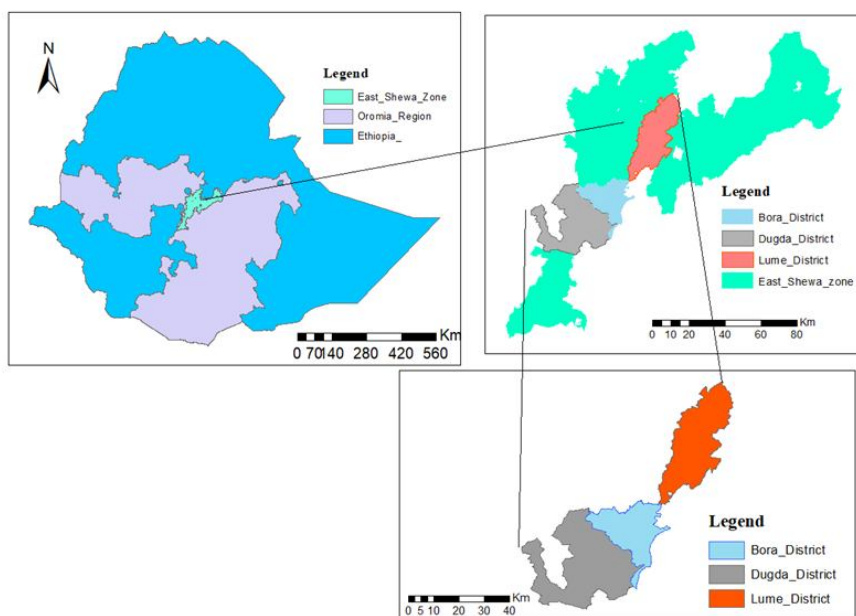 N
Legend
East_Shewa_Zone
Oromia_Region
Ethiopia_
Km
0 70140 280 420 560
Legend
Bora_District
Dugda_District
Lume_District
East_Shewa_zone
Km
0 10 20 40 60 80
Legend
Bora_District
Dugda_District
Lume_District
Km
0 5 10 20 30 40